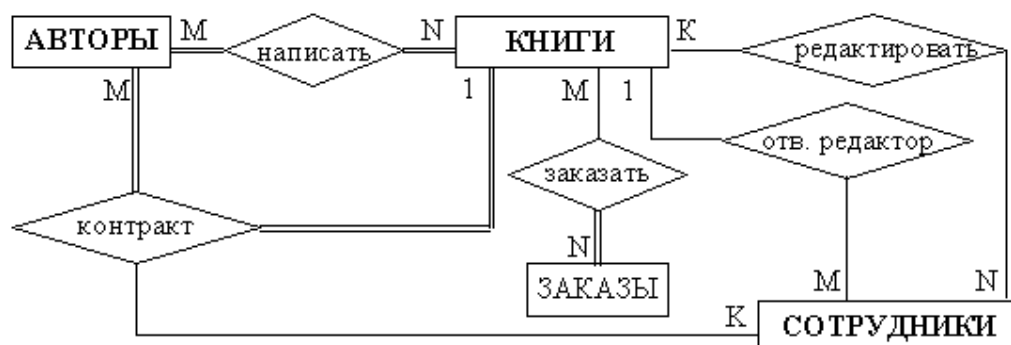 АВТОРЫ M написать N КНИГИ K редактировать
M 1 M 1
отв. редактор
заказать
контракт
N
ЗАКАЗЫ M N
K СОТРУДНИКИ